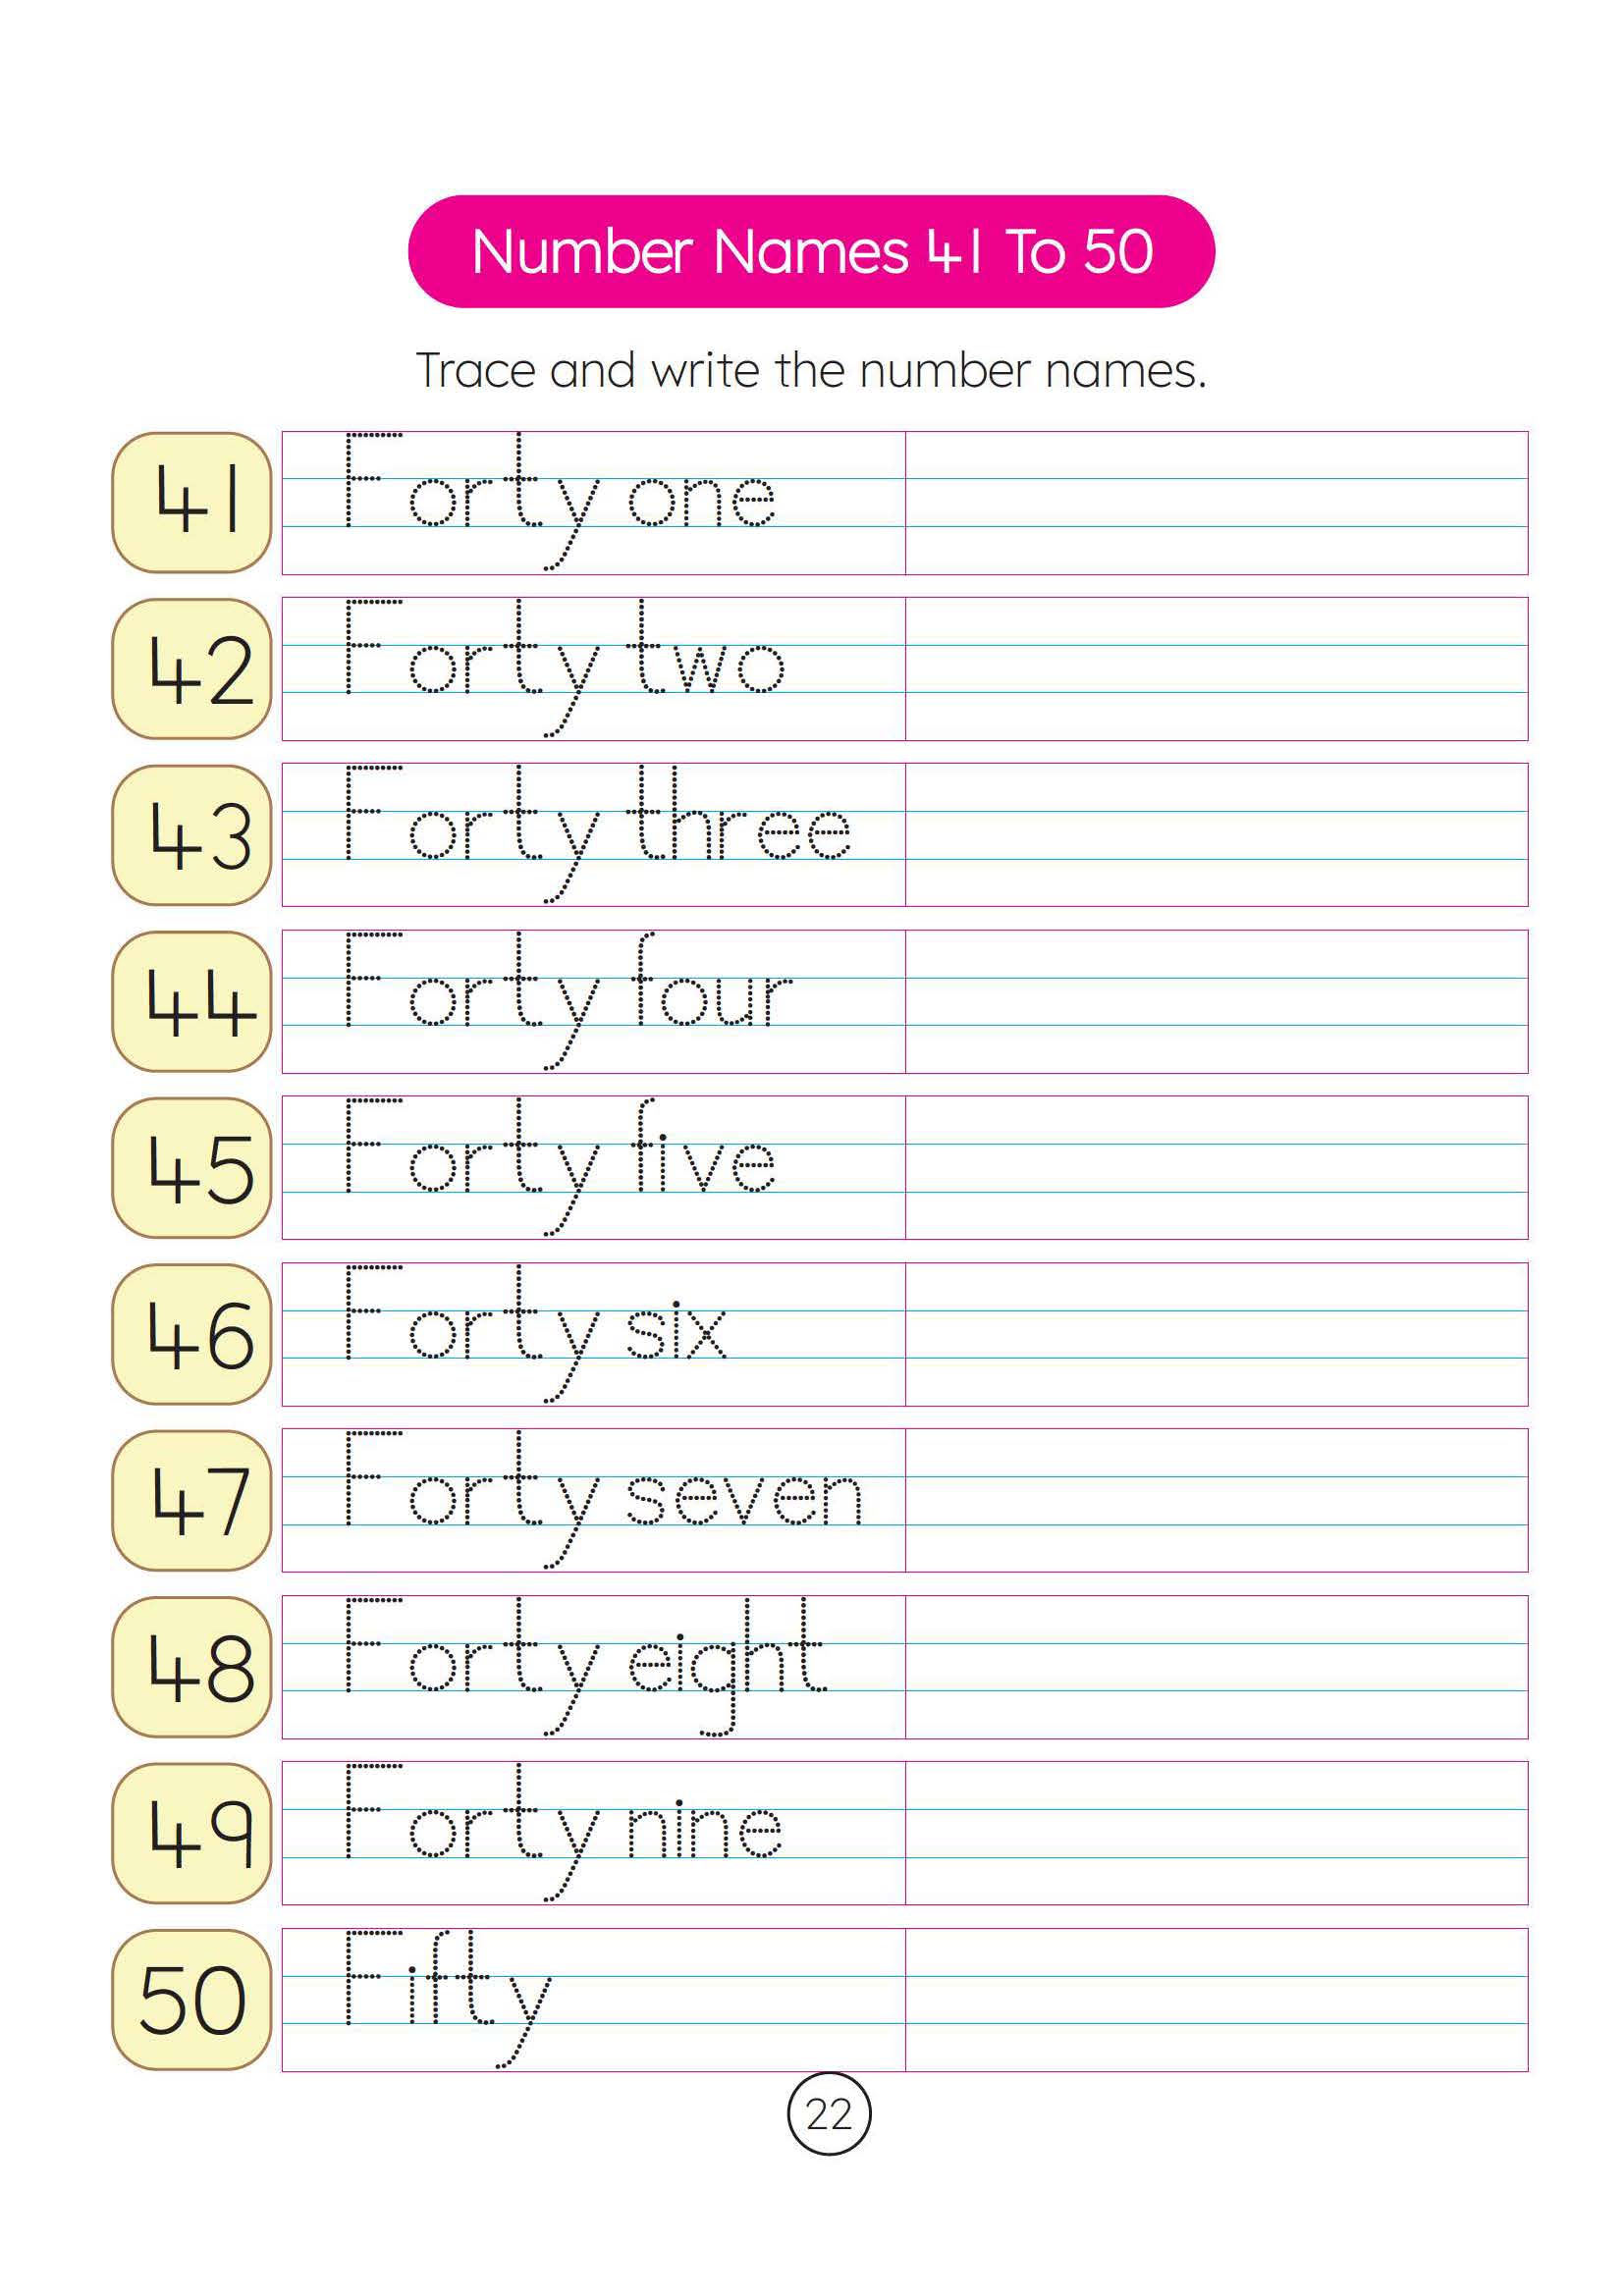 Number Names 41 To 50
Trace and write the number names.
41 Forty one
42 Forty two
43 Forty three
44 Forty four
45 Forty five
46 Forty six
47 Forty seven
48 Forty eight
49 Forty nine
50 Fifty
22